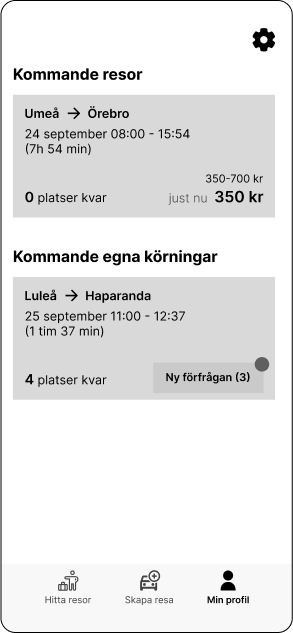 Kommande resor
Umeå → Örebro
24 september 08:00 - 15:54
(7h 54 min)
350-700 kr
0 platser kvar
just nu 350 kr
Kommande egna körningar
Luleå → Haparanda
25 september 11:00 - 12:37
(1 tim 37 min)
4 platser kvar
Ny förfrågan (3)
Hitta resor
Skapa resa
Min profil